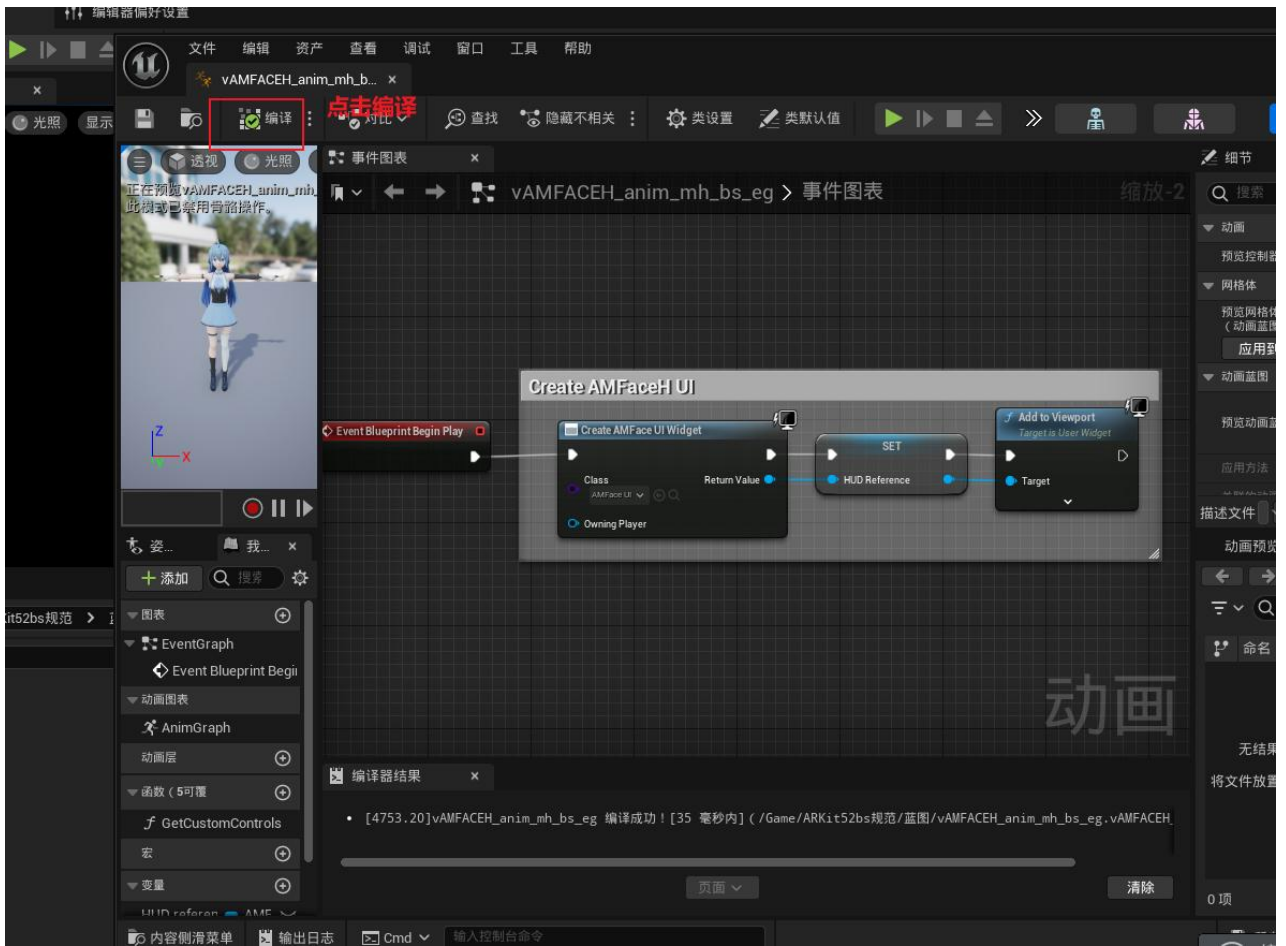 编辑器偏好设置
文件 编辑 资产 查看 调试 窗口 工具 帮助
vAMFACEH_anim_mh_b...
编译 点击编译 对比 查找 隐藏不相关 类设置 类默认值
光照 显示
透视 光照
事件图表
细节
正在预览vAMFACEH_anim_mh_
此模式已禁用骨骼操作。
vAMFACEH_anim_mh_bs_eg > 事件图表
缩放-2
搜索
动画
预览控制器
网格体
预览网格体
(动画蓝图
应用到
动画蓝图
预览动画蓝
应用方法
Create AMFaceH UI
Event Blueprint Begin Play
Create AMFace UI Widget
Class
AMFace UI
Return Value
Owning Player
SET
HUD Reference
Add to Viewport
Target is User Widget
Target
Z
X
描述文件
动画预览
姿... 我...
添加 搜索
图表
Kit52bs规范
EventGraph
Event Blueprint Begin
命名
动画图表
AnimGraph
动画
动画层
无结果
编译器结果
将文件放置
函数 (5可覆
GetCustomControls
[4753.20]vAMFACEH_anim_mh_bs_eg 编译成功![35 毫秒内](/Game/ARKit52bs规范/蓝图/vAMFACEH_anim_mh_bs_eg.vAMFACEH_
宏
变量
页面
清除
0 项
HUD referen AMF
内容侧滑菜单 输出日志 Cmd 输入控制台命令